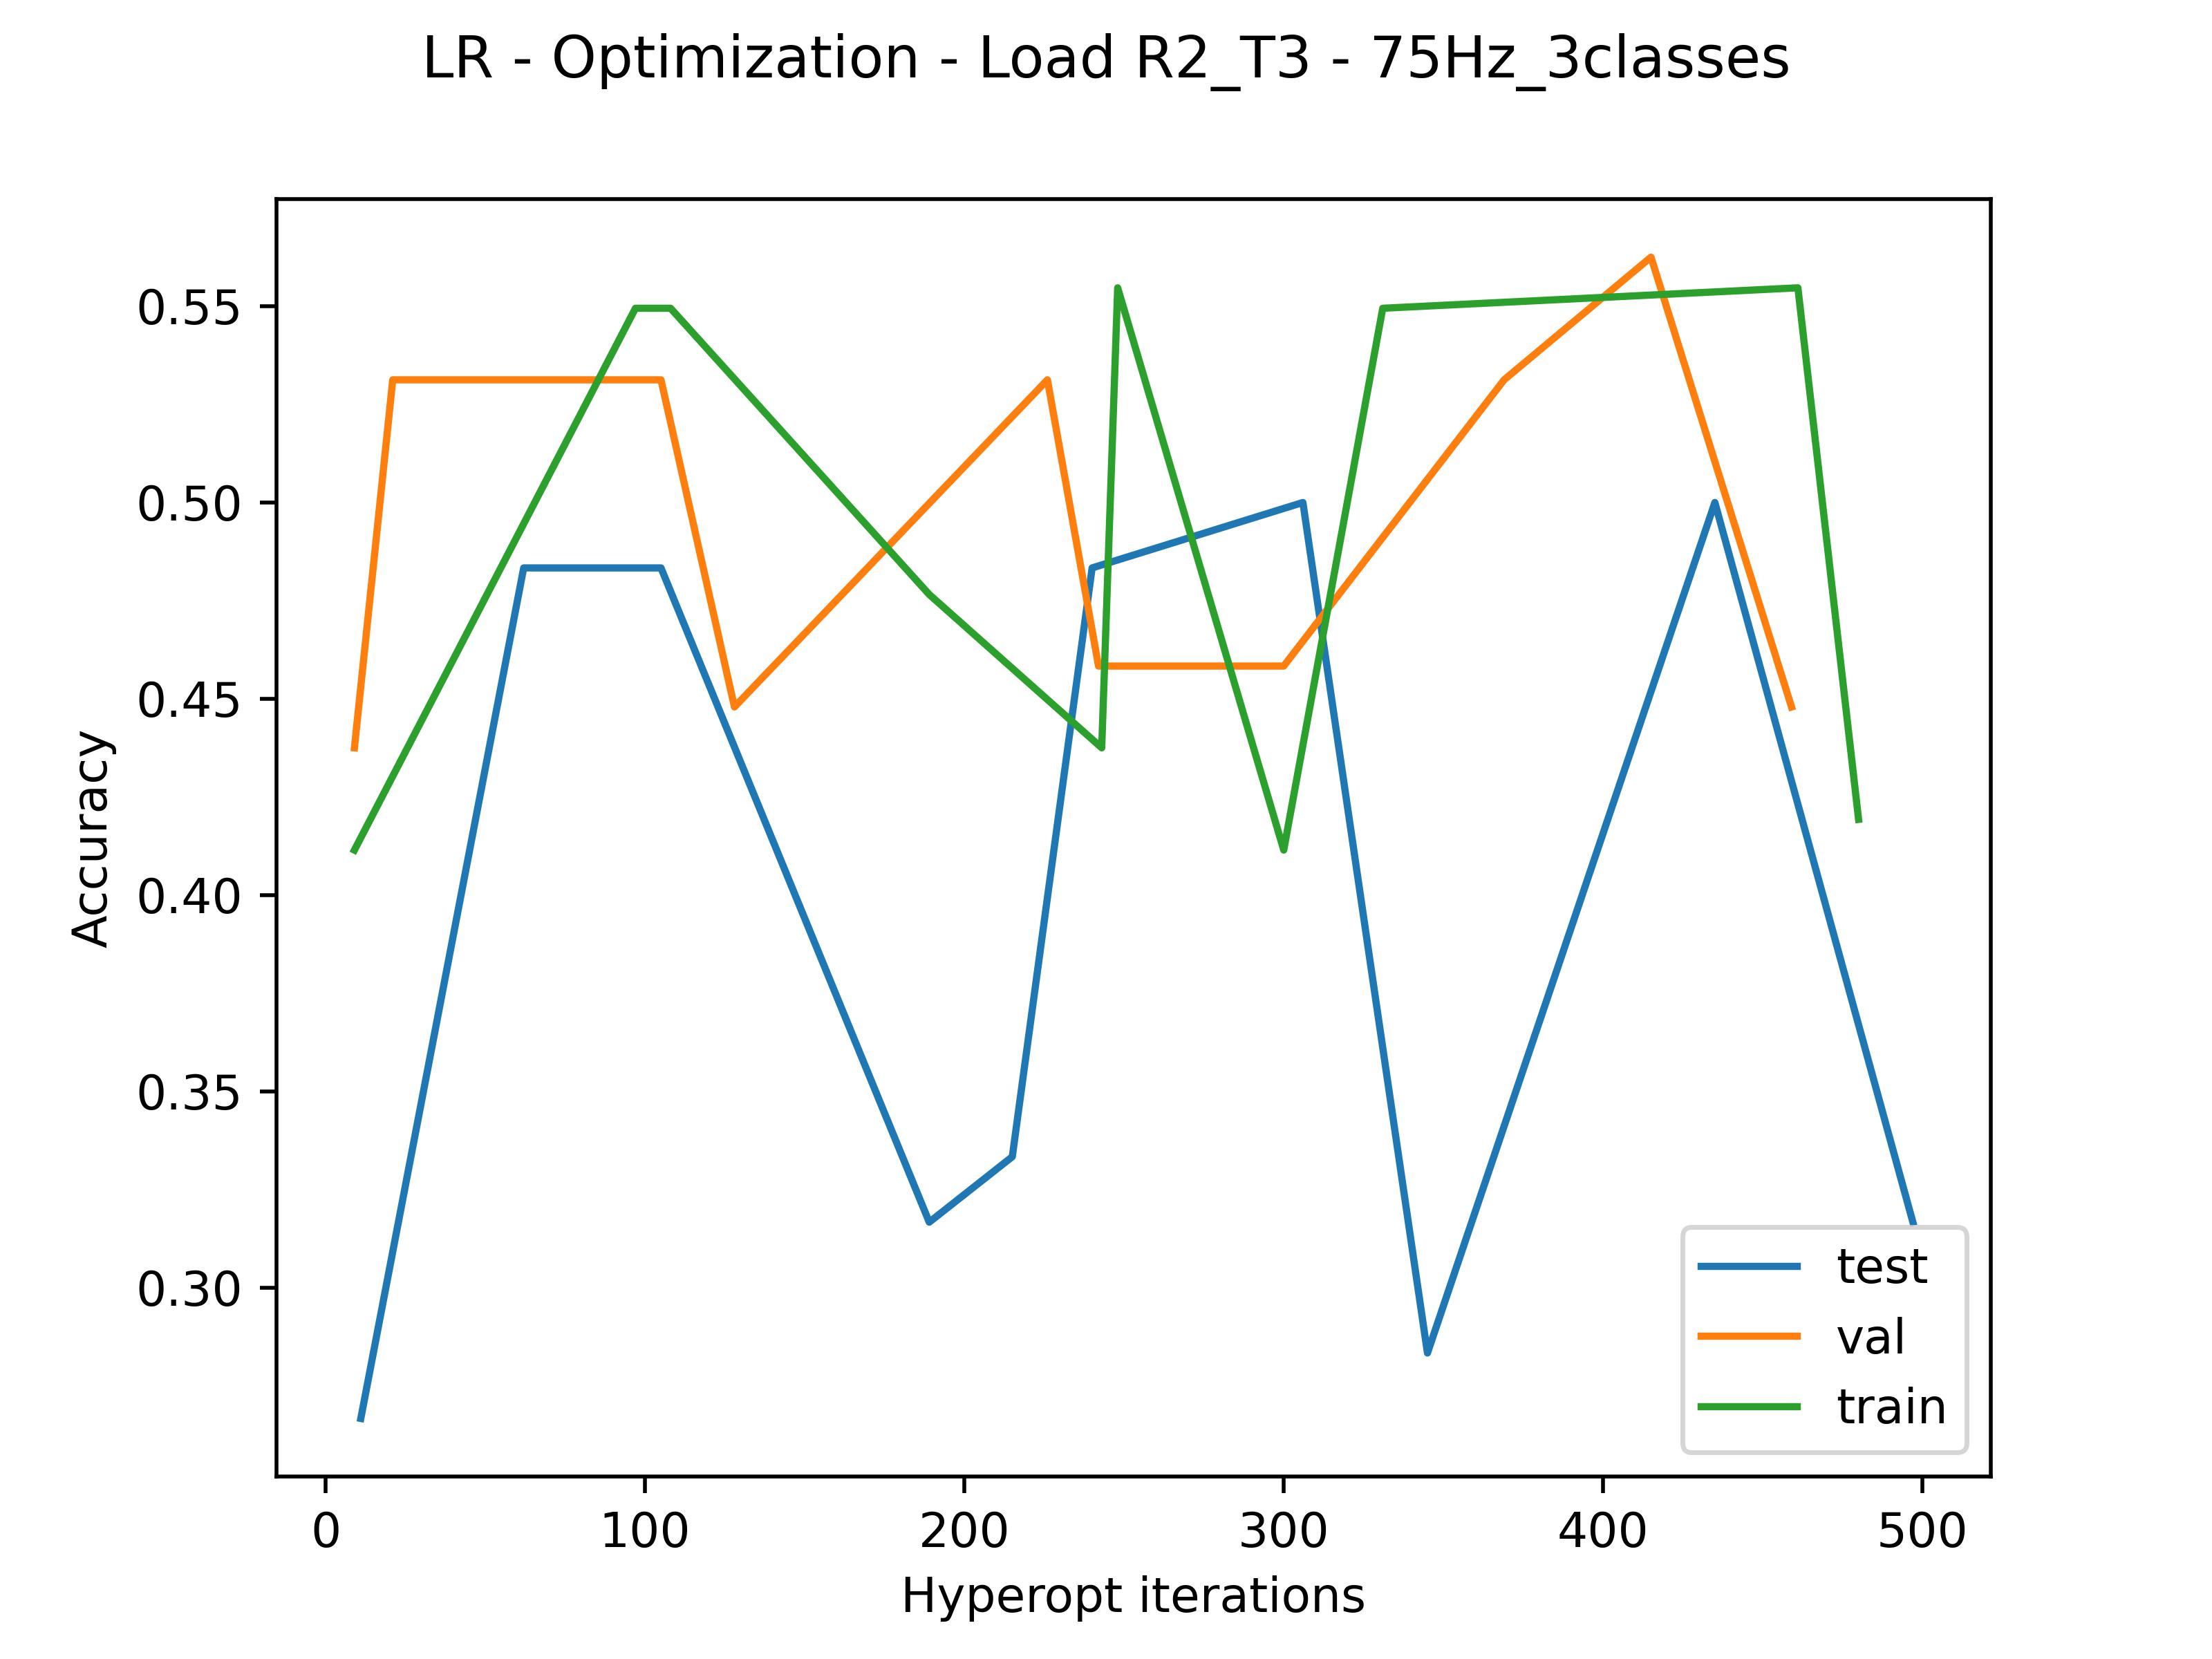 LR - Optimization - Load R2_T3 - 75Hz_3classes
0.55
0.50
0.45
0.40
0.35
0.30
Accuracy
0 100 200 300 400 500
Hyperopt iterations
test
val
train